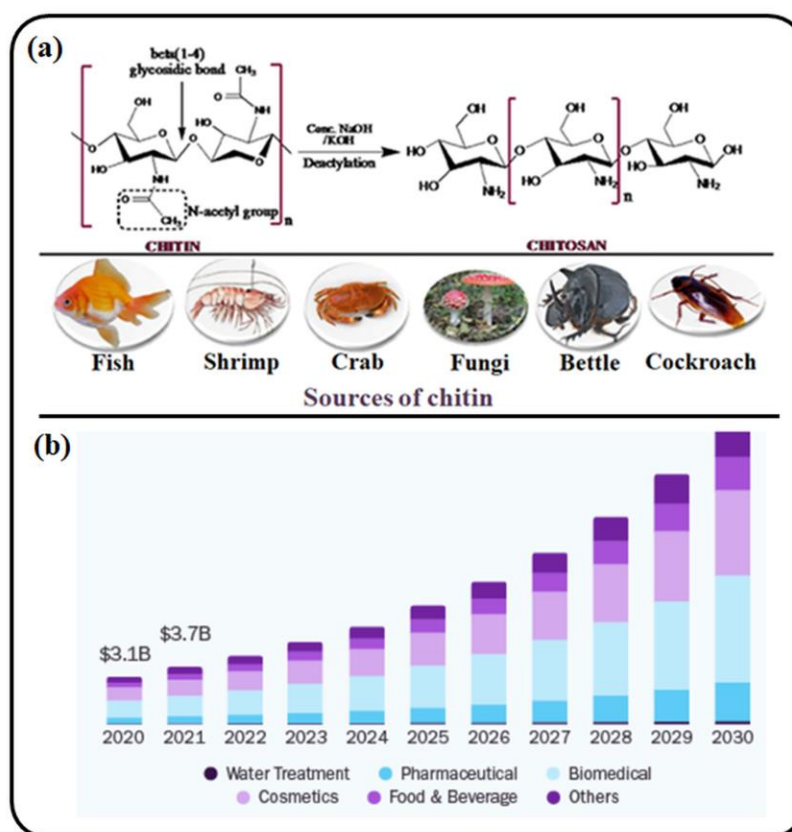 (a)
beta(1-4)
glycosidic bond
CH₃
O
NH
OH
HO
O
O
O
O
HO
NH
O
CH₃
N-acctyl group
n
CHITIN
Conc. NaOH
/KOH
Deactylation
OH
HO
O
HO
NH₂
O
OH
O
HO
NH₂
n
O
OH
O
HO
OH
NH₂
CHITOSAN
Fish Shrimp Crab Fungi Bettle Cockroach
Sources of chitin
(b)
$3.1B
$3.7B
2020 2021 2022 2023 2024 2025 2026 2027 2028 2029 2030
Water Treatment Pharmaceutical Biomedical
Cosmetics Food & Beverage Others